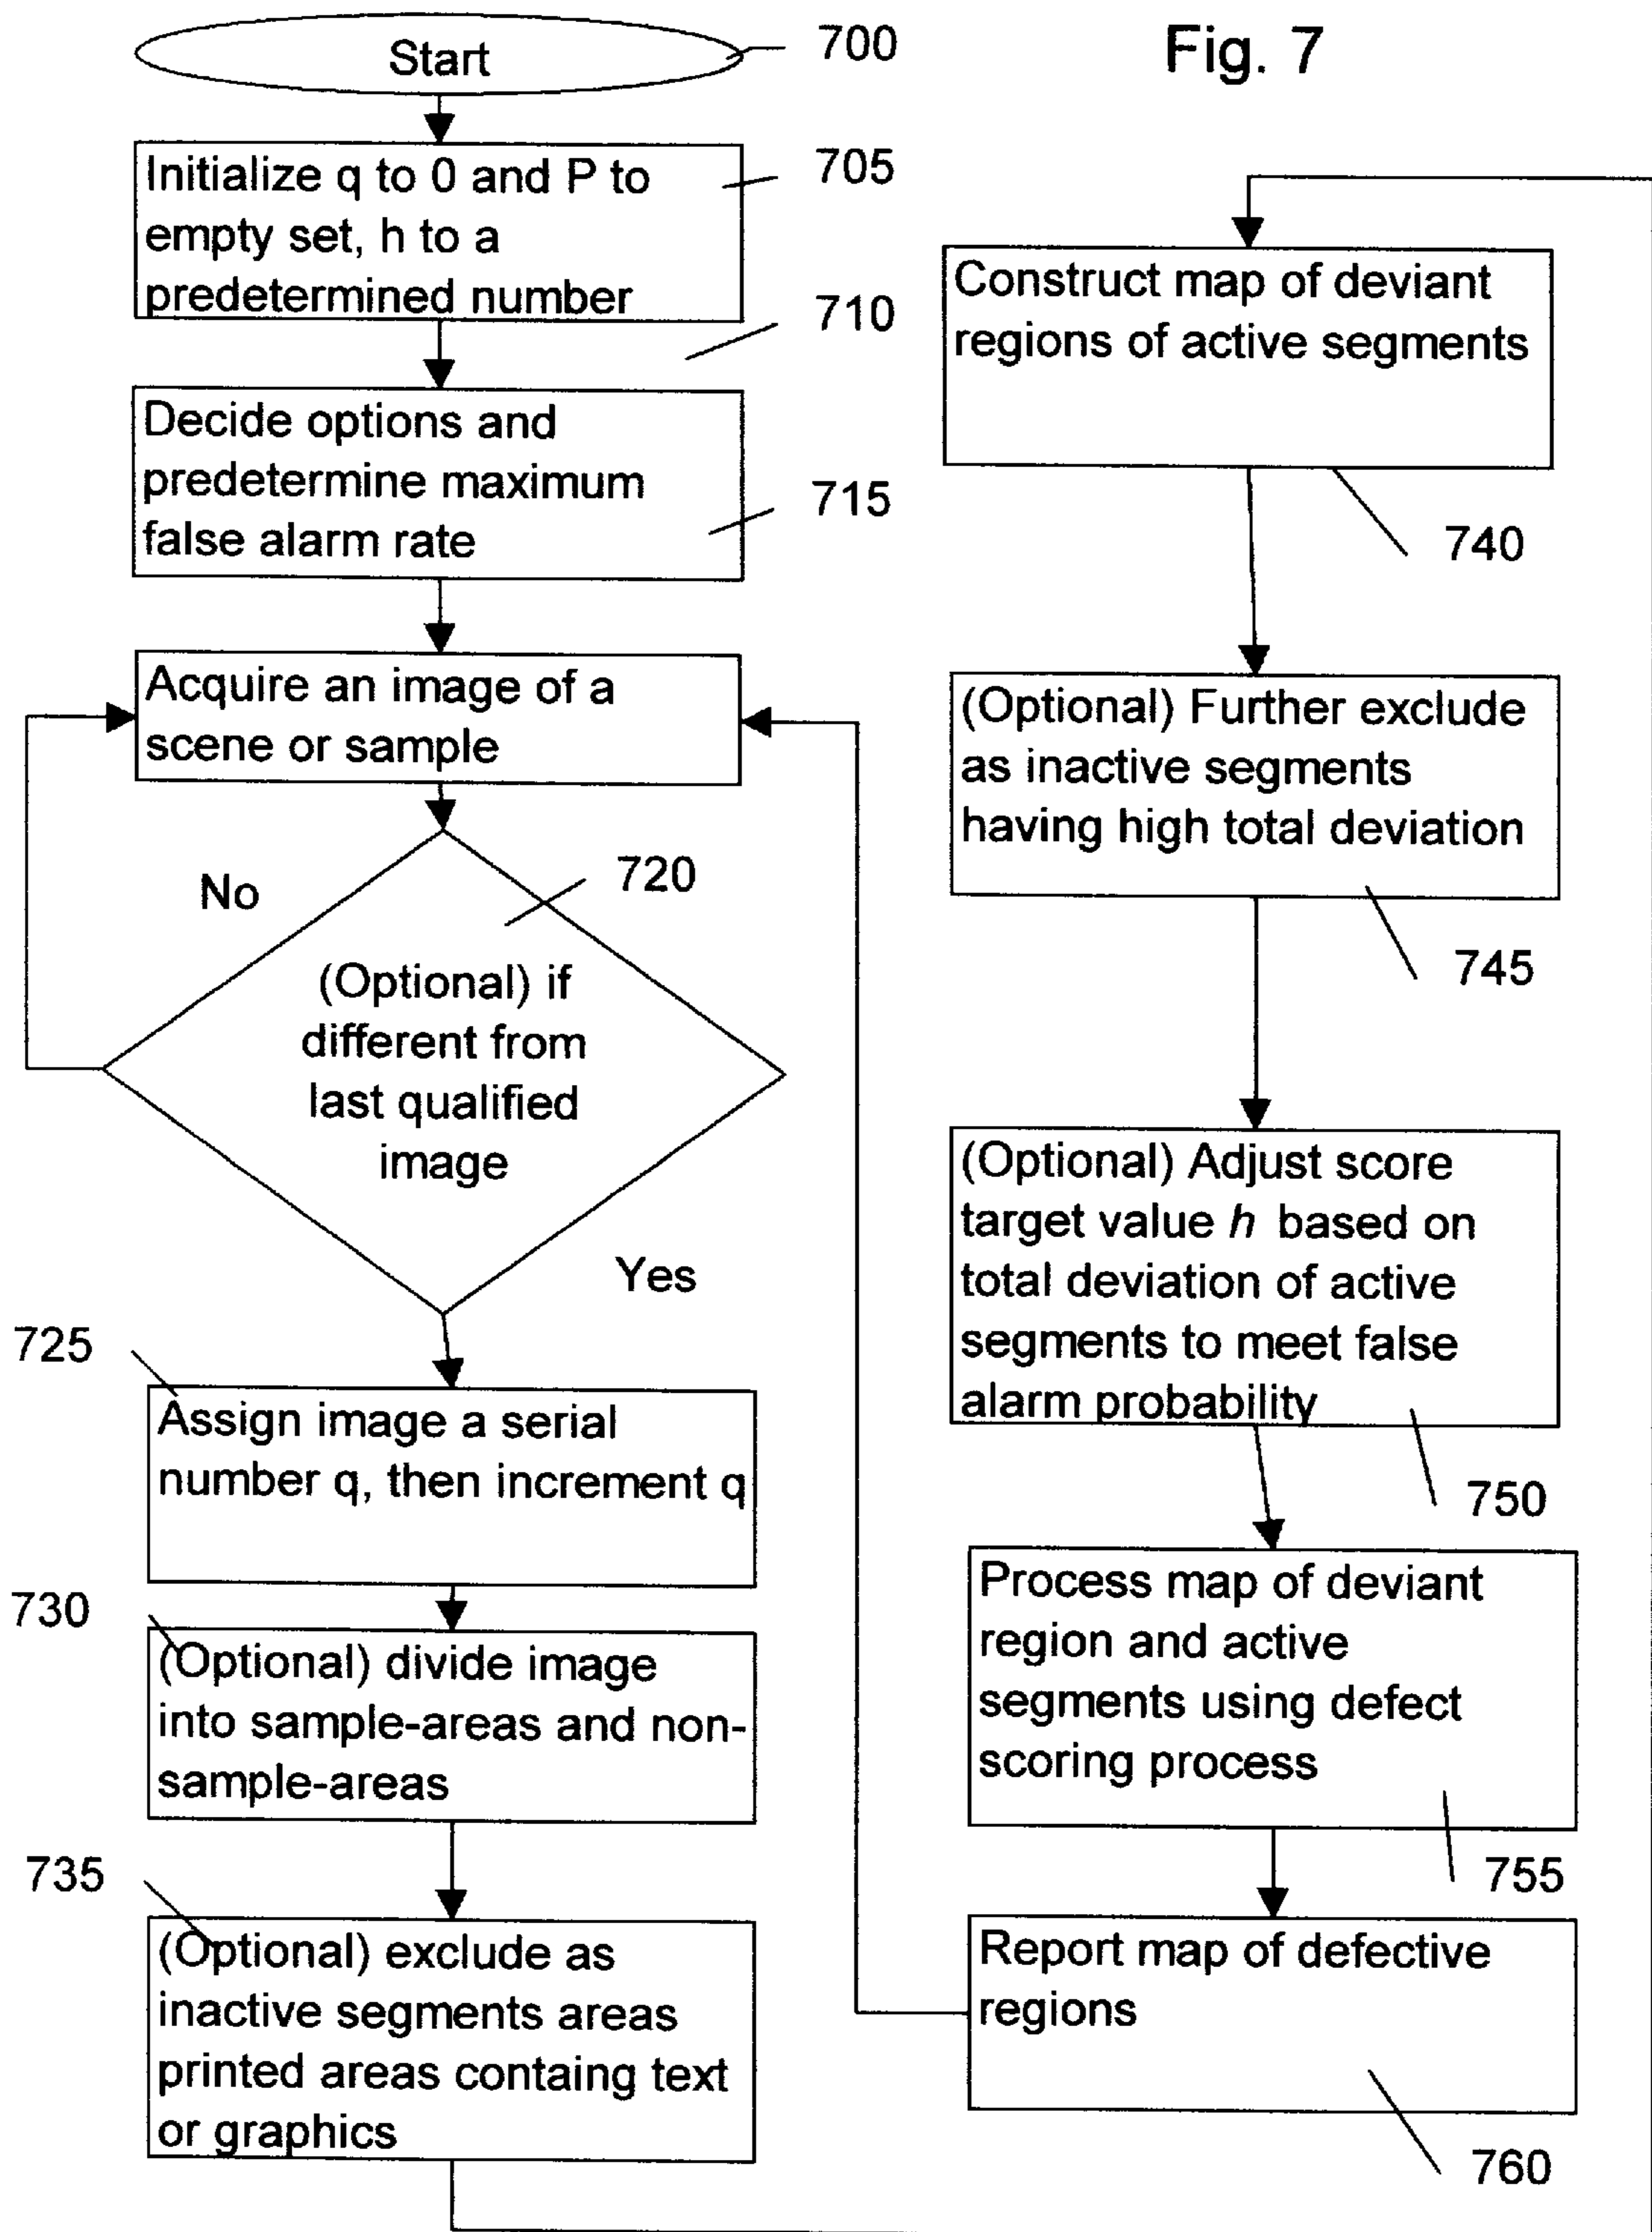 Fig. 7
Start
700
Initialize q to 0 and P to
empty set, h to a
predetermined number
705
710
Decide options and
predetermine maximum
false alarm rate
715
Acquire an image of a
scene or sample
No
720
(Optional) if
different from
last qualified
image
Yes
725
Assign image a serial
number q, then increment q
730
(Optional) divide image
into sample-areas and non-
sample-areas
735
(Optional) exclude as
inactive segments areas
printed areas containg text
or graphics
Construct map of deviant
regions of active segments
740
(Optional) Further exclude
as inactive segments
having high total deviation
745
(Optional) Adjust score
target value h based on
total deviation of active
segments to meet false
alarm probability
750
Process map of deviant
region and active
segments using defect
scoring process
755
Report map of defective
regions
760